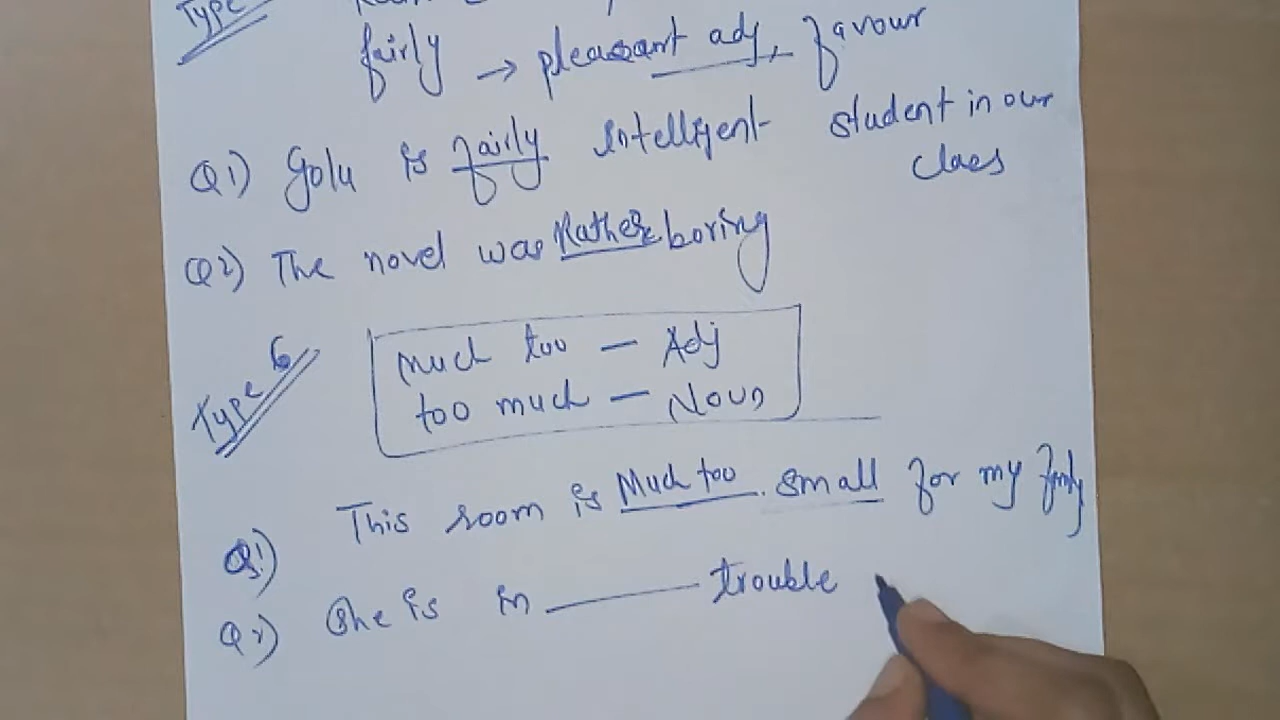 Type
fairly → pleasant adj, favour
Q1) Golu is fairly intelligent student in our
class
Q2) The novel was Rather boring
Type 6
Much too — Adj
too much — Noun
Q1) This room is Much too small for my
Q2) She is in ______ trouble